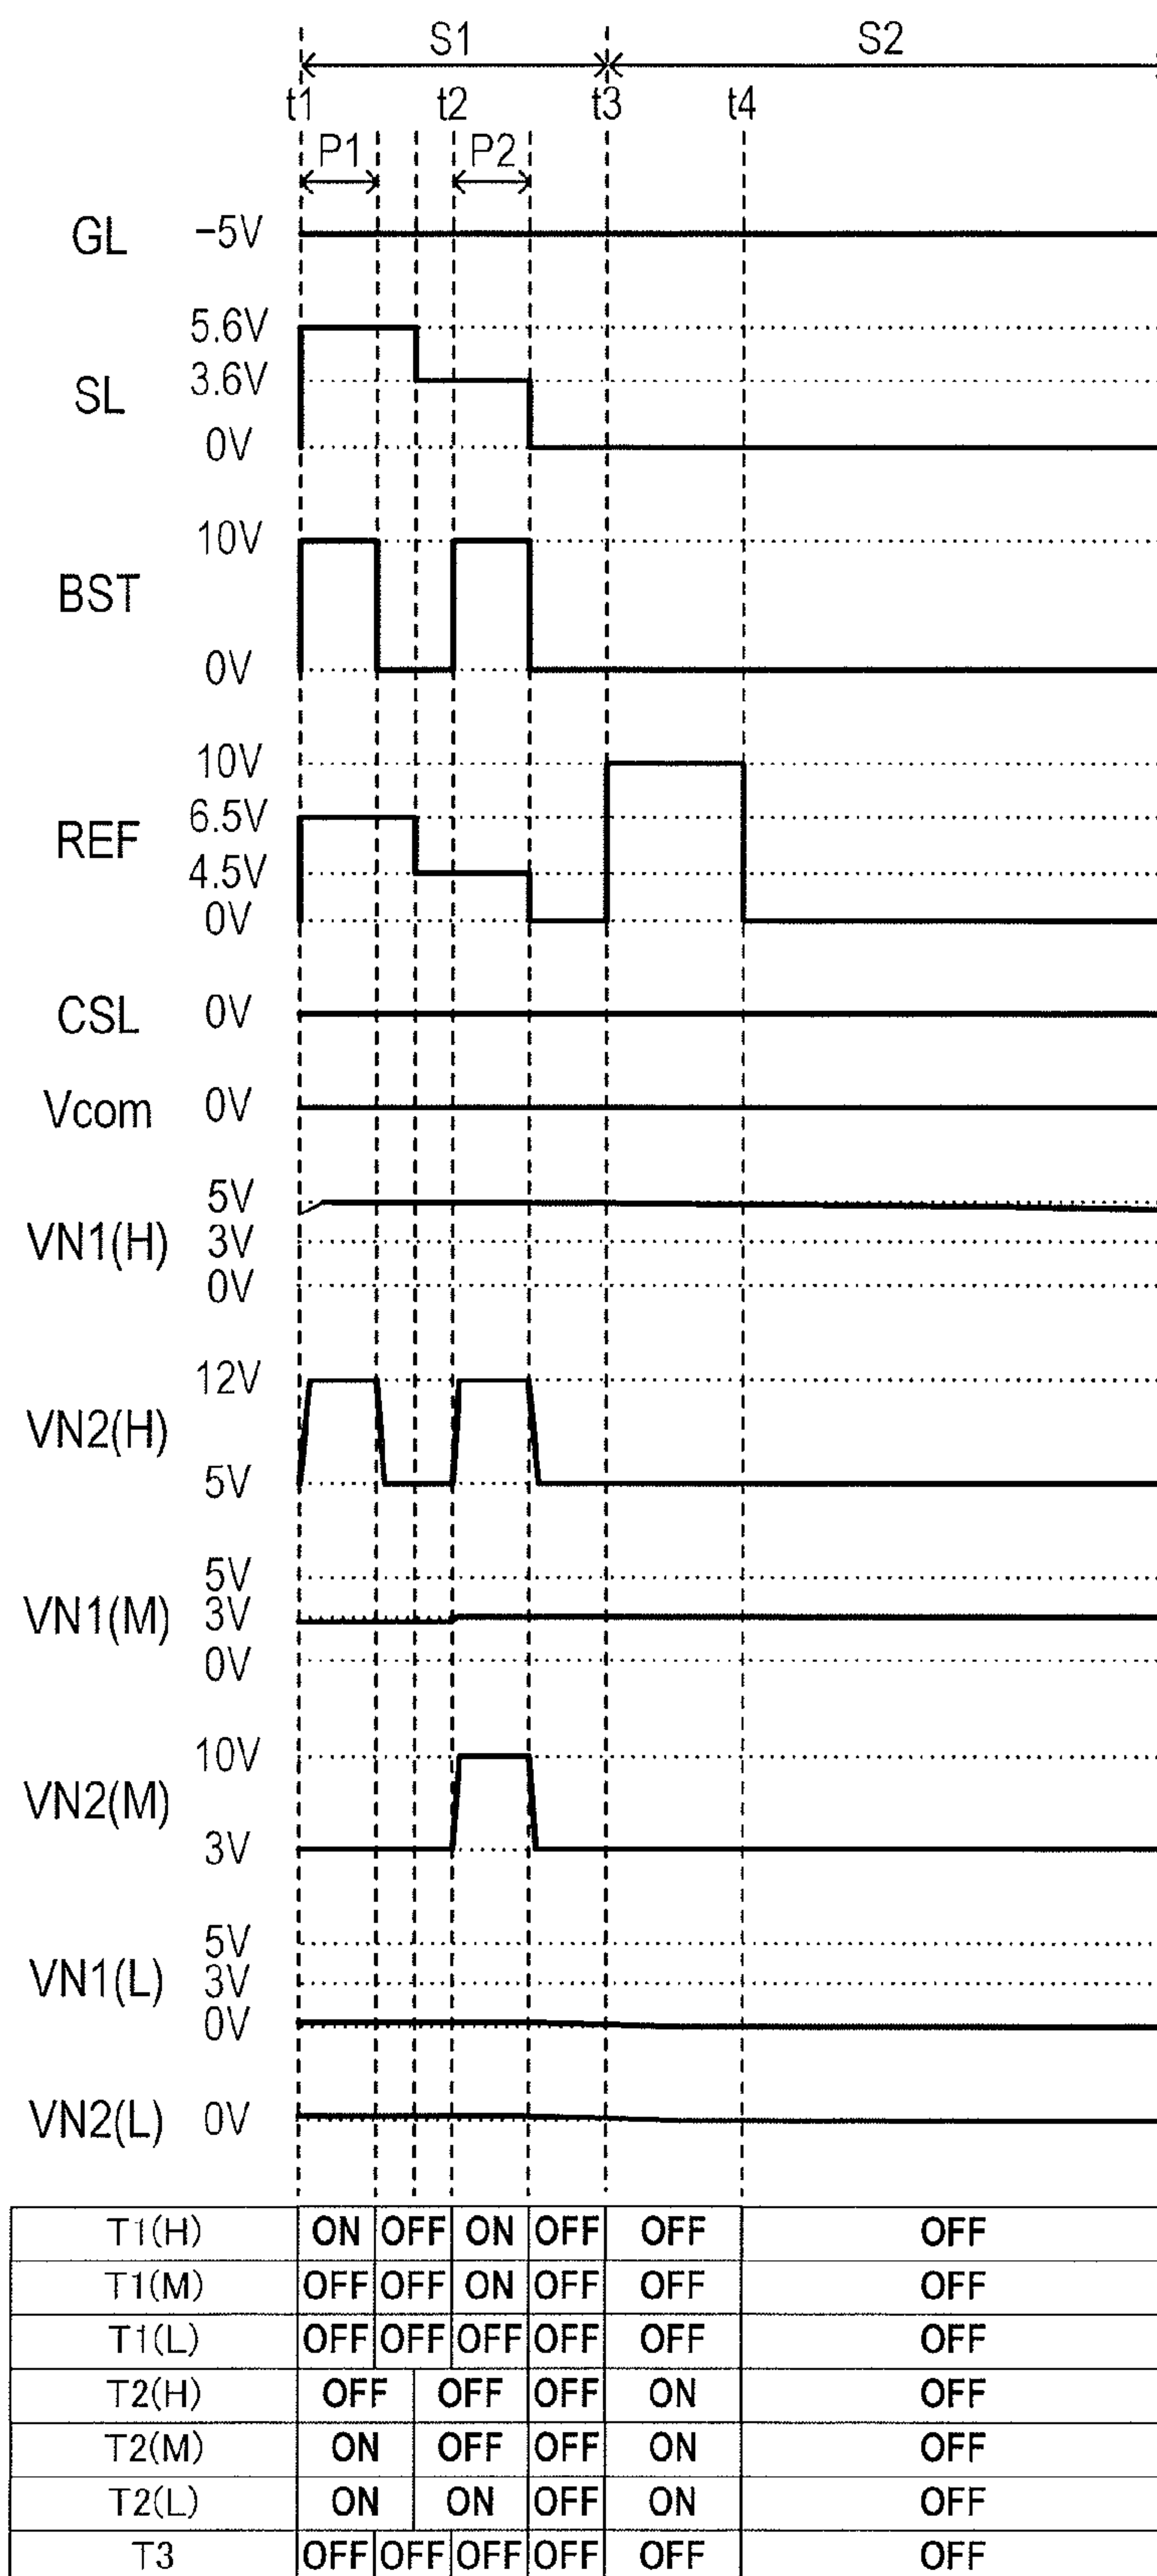 S1 S2
t1 t2 t3 t4
P1 P2
GL -5V
5.6V
SL 3.6V
0V
10V
BST
0V
10V
6.5V
REF
4.5V
0V
CSL 0V
Vcom 0V
5V
VN1(H) 3V
0V
12V
VN2(H)
5V
5V
VN1(M) 3V
0V
10V
VN2(M)
3V
5V
VN1(L) 3V
0V
VN2(L) 0V
T1(H) ON OFF ON OFF OFF OFF
T1(M) OFF OFF ON OFF OFF OFF
T1(L) OFF OFF OFF OFF OFF OFF
T2(H) OFF OFF OFF ON OFF
T2(M) ON OFF OFF ON OFF
T2(L) ON ON OFF ON OFF
T3 OFF OFF OFF OFF OFF OFF